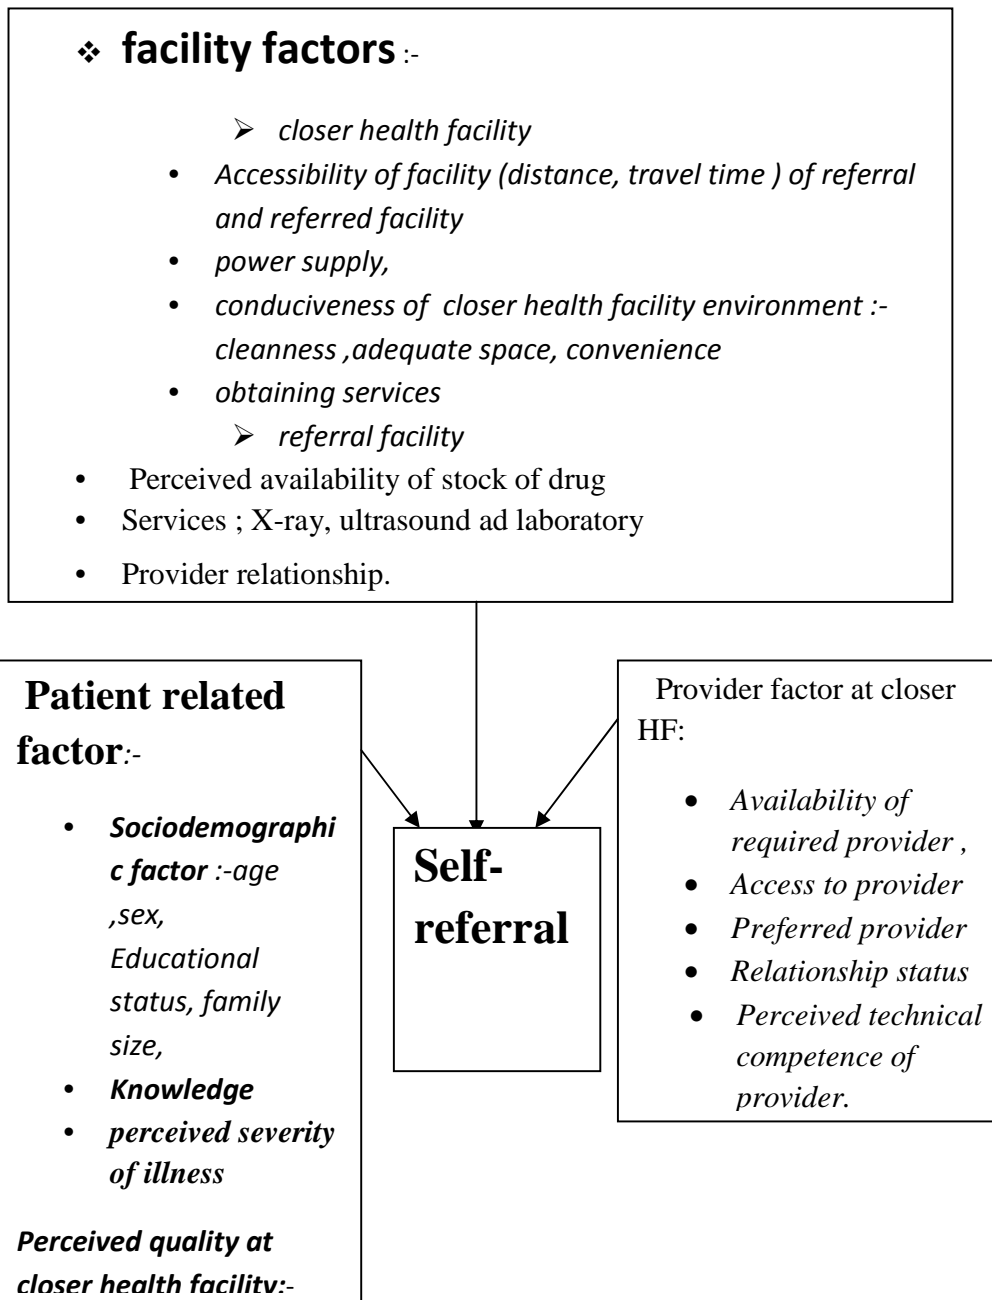 ❖ facility factors :-
➢ closer health facility
• Accessibility of facility (distance, travel time ) of referral
and referred facility
• power supply,
• conduciveness of closer health facility environment :-
cleanness ,adequate space, convenience
• obtaining services
➢ referral facility
• Perceived availability of stock of drug
• Services ; X-ray, ultrasound ad laboratory
• Provider relationship.
Patient related
factor:-
• Sociodemographi
c factor :-age
,sex,
Educational
status, family
size,
• Knowledge
• perceived severity
of illness
Perceived quality at
closer health facility:-
Self-
referral
Provider factor at closer
HF:
• Availability of
required provider ,
• Access to provider
• Preferred provider
• Relationship status
• Perceived technical
competence of
provider.